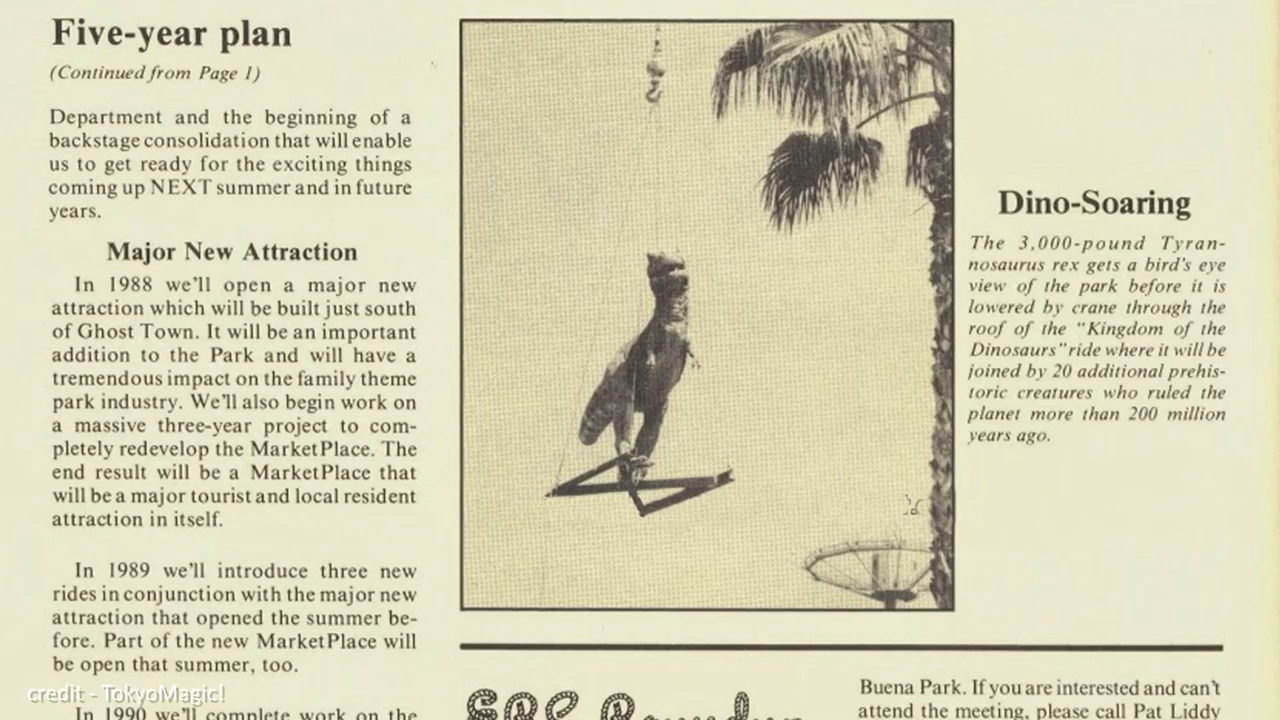 Five-year plan
(Continued from Page 1)
Department and the beginning of a
backstage consolidation that will enable
us to get ready for the exciting things
coming up NEXT summer and in future
years.
Major New Attraction
In 1988 we'll open a major new
attraction which will be built just south
of Ghost Town. It will be an important
addition to the Park and will have a
tremendous impact on the family theme
park industry. We'll also begin work on
a massive three-year project to com-
pletely redevelop the MarketPlace. The
end result will be a MarketPlace that
will be a major tourist and local resident
attraction in itself.
In 1989 we'll introduce three new
rides in conjunction with the major new
attraction that opened the summer be-
fore. Part of the new MarketPlace will
be open that summer, too.
In 1990 we'll complete work on the
Dino-Soaring
The 3,000-pound Tyran-
nosaurus rex gets a bird's eye
view of the park before it is
lowered by crane through the
roof of the "Kingdom of the
Dinosaurs" ride where it will be
joined by 20 additional prehis-
toric creatures who ruled the
planet more than 200 million
years ago.
Buena Park. If you are interested and can't
attend the meeting, please call Pat Liddy
credit - TokyoMagic!